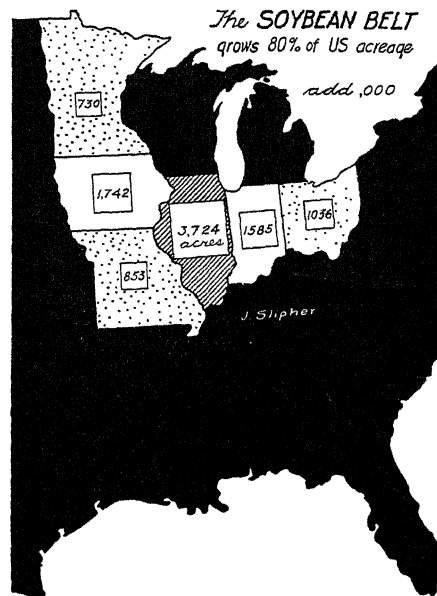 The SOYBEAN BELT
grows 80% of US acreage
add ,000
730
1,742
3,724
acres
1585
1036
853
J. Slipher